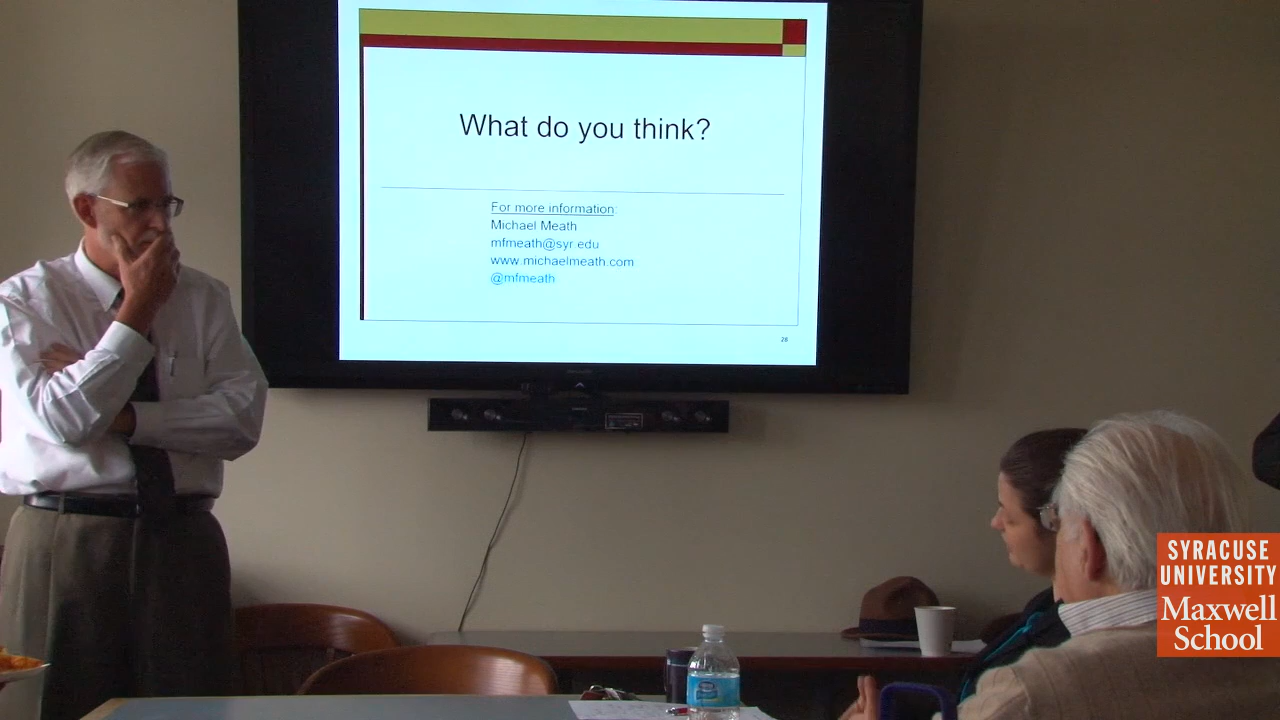 What do you think?
For more information:
Michael Meath
mfmeath@syr.edu
www.michaelmeath.com
@mfmeath
28
SYRACUSE
UNIVERSITY
Maxwell
School